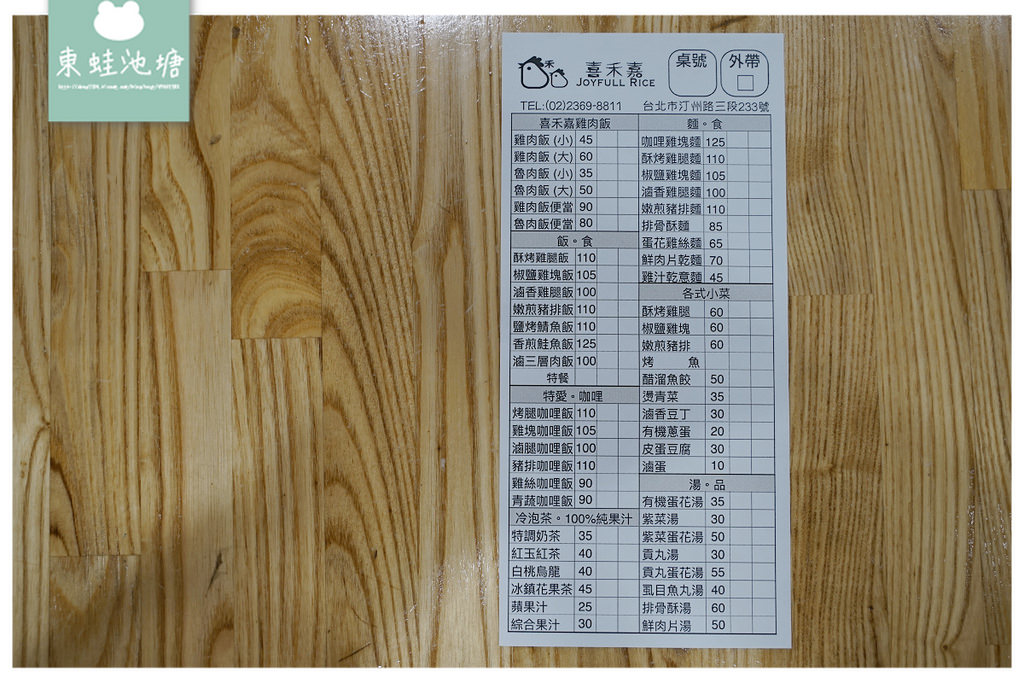 東蛙池塘
喜禾嘉
JOYFULL RICE
禾
桌號
外帶
TEL:(02)2369-8811 台北市汀州路三段233號
喜禾嘉雞肉飯
雞肉飯 (小) 45
雞肉飯 (大) 60
魯肉飯 (小) 35
魯肉飯 (大) 50
雞肉飯便當 90
魯肉飯便當 80
飯。食
酥烤雞腿飯 110
椒鹽雞塊飯 105
滷香雞腿飯 100
嫩煎豬排飯 110
鹽烤鯖魚飯 110
香煎鮭魚飯 125
滷三層肉飯 100
特餐
特愛。咖哩
烤腿咖哩飯 110
雞塊咖哩飯 105
滷腿咖哩飯 100
豬排咖哩飯 110
雞絲咖哩飯 90
青蔬咖哩飯 90
冷泡茶。100%純果汁
特調奶茶 35
紅玉紅茶 40
白桃烏龍 40
冰鎮花果茶 45
蘋果汁 25
綜合果汁 30
麵。食
咖哩雞塊麵 125
酥烤雞腿麵 110
椒鹽雞塊麵 105
滷香雞腿麵 100
嫩煎豬排麵 110
排骨酥麵 85
蛋花雞絲麵 65
鮮肉片乾麵 70
雞汁乾意麵 45
各式小菜
酥烤雞腿 60
椒鹽雞塊 60
嫩煎豬排 60
烤 魚
醋溜魚餃 50
燙青菜 35
滷香豆丁 30
有機蔥蛋 20
皮蛋豆腐 30
滷蛋 10
湯。品
有機蛋花湯 35
紫菜湯 30
紫菜蛋花湯 50
貢丸湯 30
貢丸蛋花湯 55
虱目魚丸湯 40
排骨酥湯 60
鮮肉片湯 50